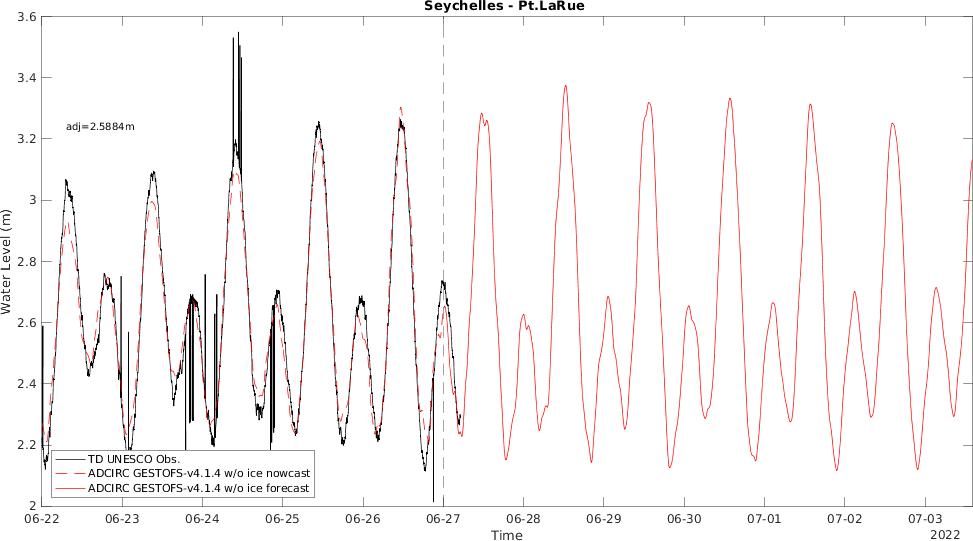 Seychelles - Pt.LaRue
3.6
3.4
3.2
3
2.8
2.6
2.4
2.2
2
Water Level (m)
adj=2.5884m
TD UNESCO Obs.
ADCIRC GESTOFS-v4.1.4 w/o ice nowcast
ADCIRC GESTOFS-v4.1.4 w/o ice forecast
06-22 06-23 06-24 06-25 06-26 06-27 06-28 06-29 06-30 07-01 07-02 07-03
2022
Time